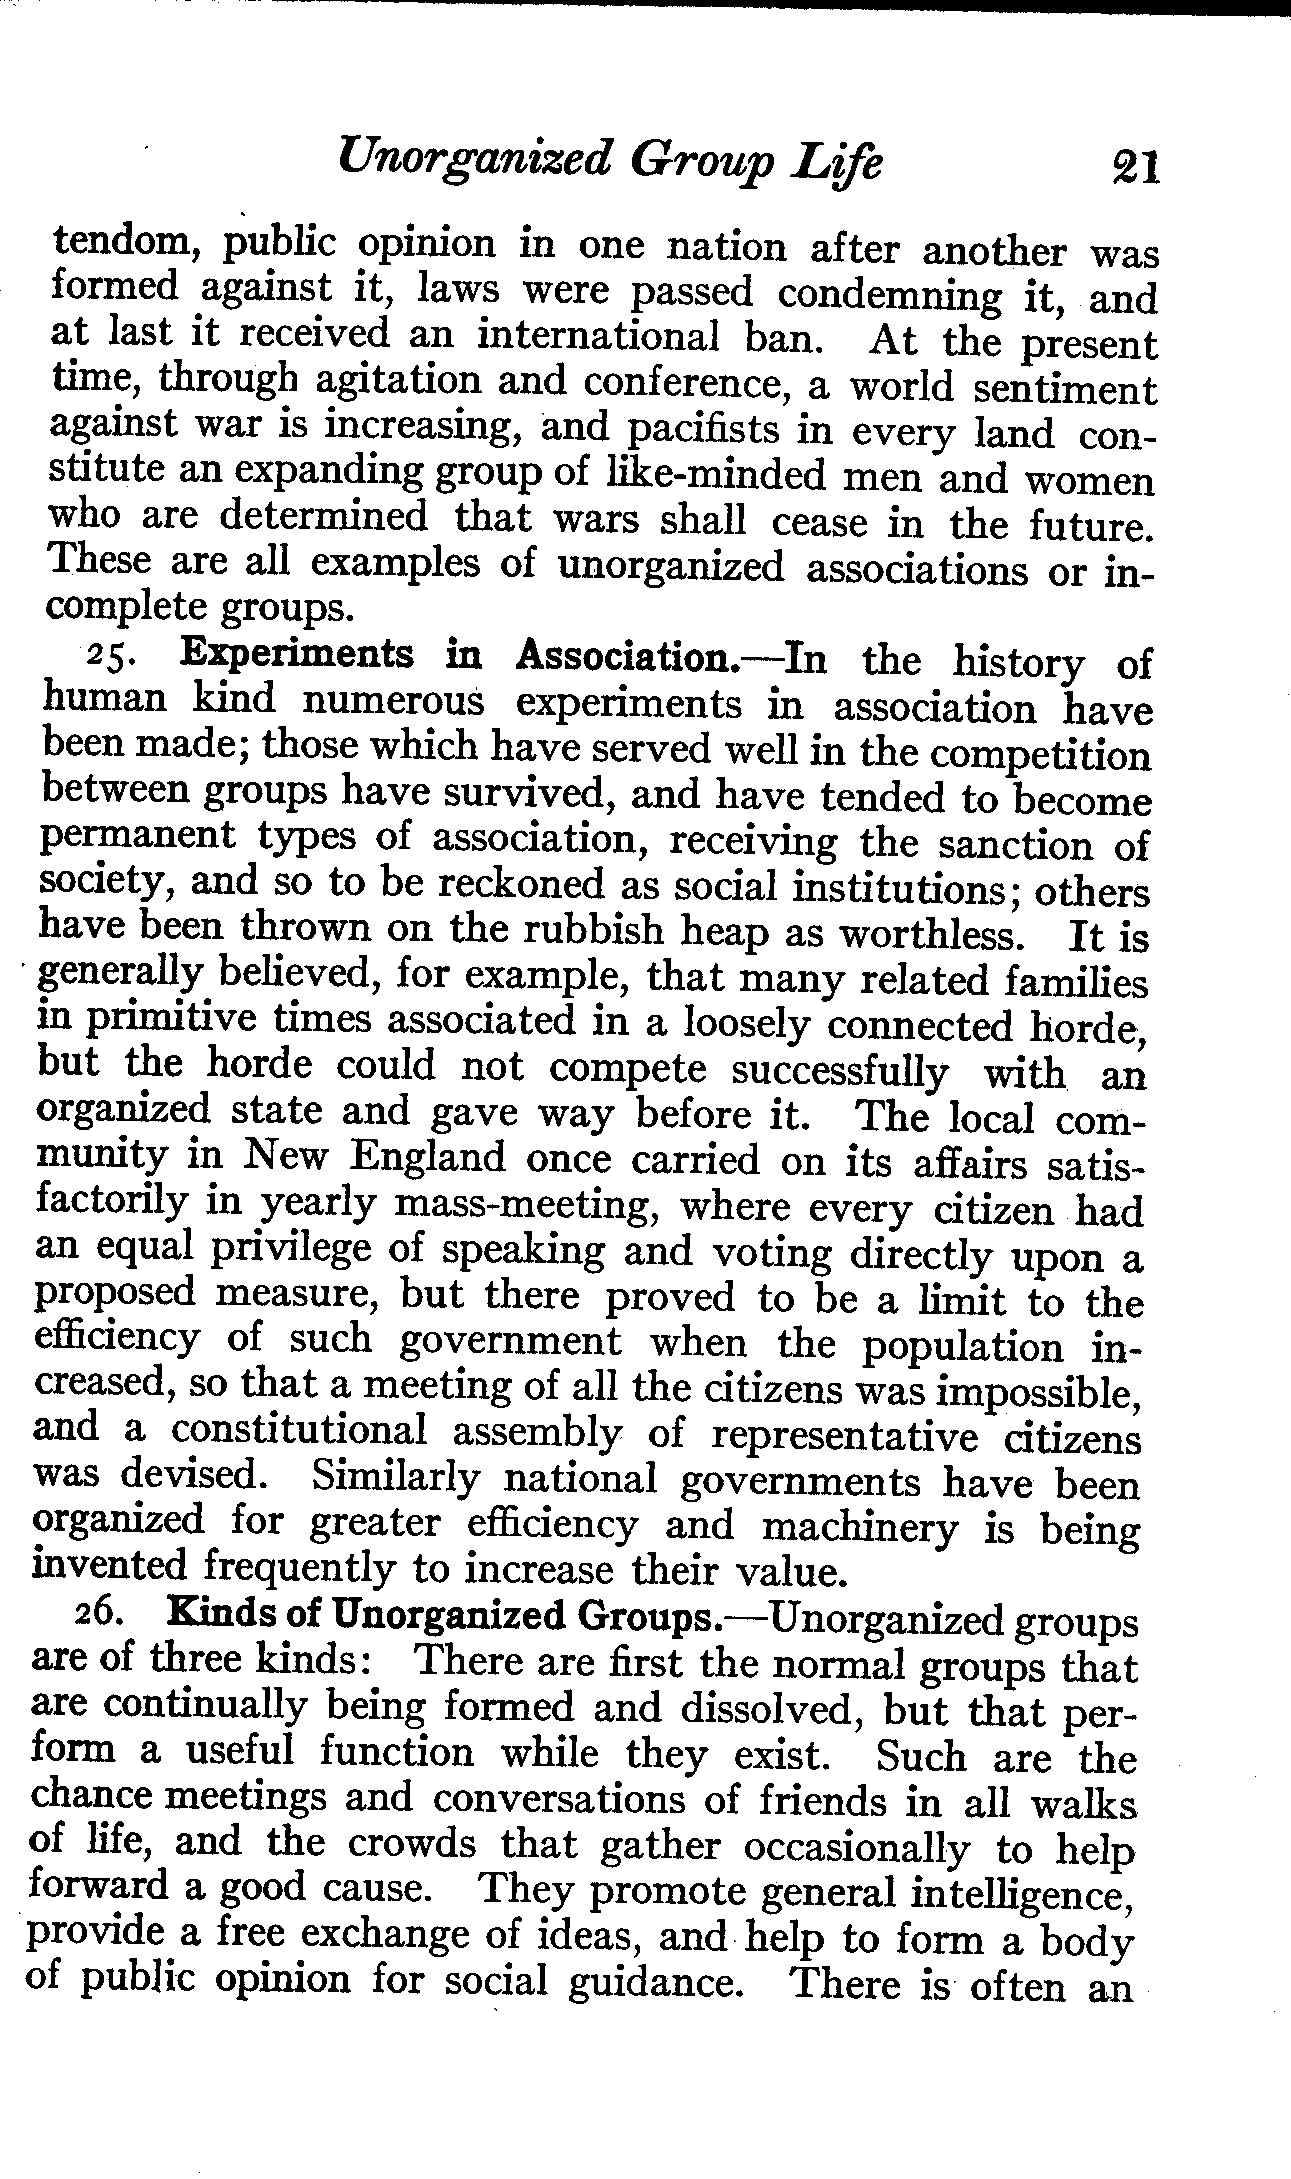 Unorganized Group Life 21
tendom, public opinion in one nation after another was
formed against it, laws were passed condemning it, and
at last it received an international ban. At the present
time, through agitation and conference, a world sentiment
against war is increasing, and pacifists in every land con-
stitute an expanding group of like-minded men and women
who are determined that wars shall cease in the future.
These are all examples of unorganized associations or in-
complete groups.
25. Experiments in Association.—In the history of
human kind numerous experiments in association have
been made; those which have served well in the competition
between groups have survived, and have tended to become
permanent types of association, receiving the sanction of
society, and so to be reckoned as social institutions; others
have been thrown on the rubbish heap as worthless. It is
generally believed, for example, that many related families
in primitive times associated in a loosely connected horde,
but the horde could not compete successfully with an
organized state and gave way before it. The local com-
munity in New England once carried on its affairs satis-
factorily in yearly mass-meeting, where every citizen had
an equal privilege of speaking and voting directly upon a
proposed measure, but there proved to be a limit to the
efficiency of such government when the population in-
creased, so that a meeting of all the citizens was impossible,
and a constitutional assembly of representative citizens
was devised. Similarly national governments have been
organized for greater efficiency and machinery is being
invented frequently to increase their value.
26. Kinds of Unorganized Groups.—Unorganized groups
are of three kinds: There are first the normal groups that
are continually being formed and dissolved, but that per-
form a useful function while they exist. Such are the
chance meetings and conversations of friends in all walks
of life, and the crowds that gather occasionally to help
forward a good cause. They promote general intelligence,
provide a free exchange of ideas, and help to form a body
of public opinion for social guidance. There is often an